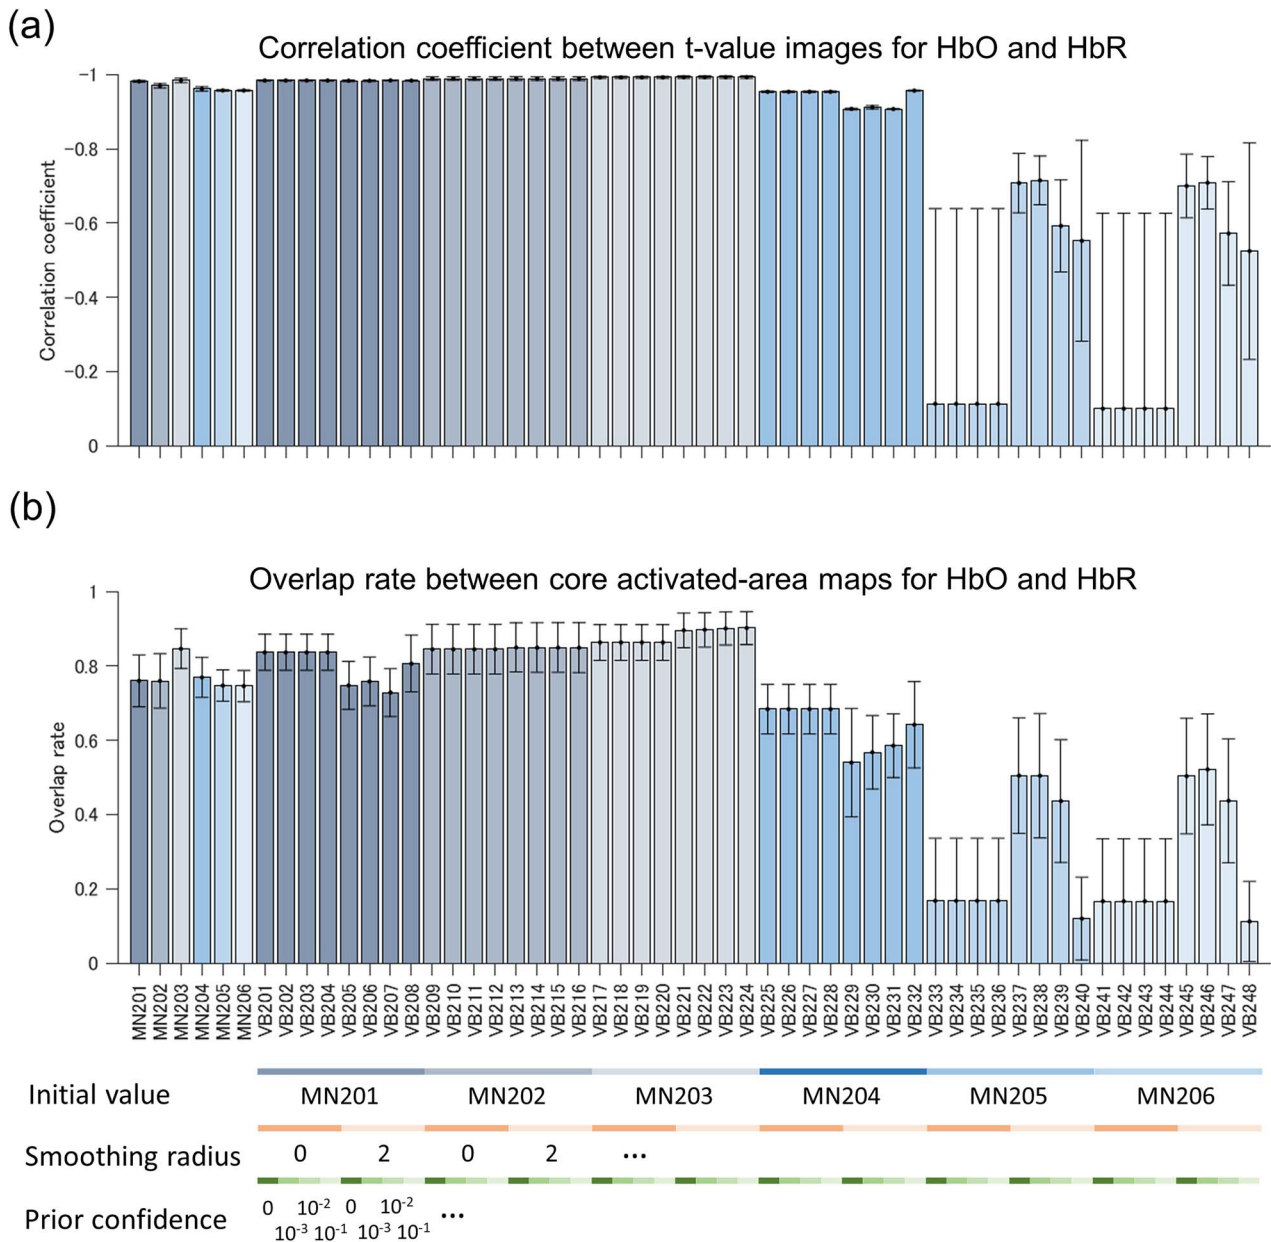 (a)
Correlation coefficient between t-value images for HbO and HbR
Correlation coefficient
−1
−0.8
−0.6
−0.4
−0.2
0
(b)
Overlap rate between core activated-area maps for HbO and HbR
Overlap rate
1
0.8
0.6
0.4
0.2
0
MN201 MN202 MN203 MN204 MN205 MN206 VB201 VB202 VB203 VB204 VB205 VB206 VB207 VB208 VB209 VB210 VB211 VB212 VB213 VB214 VB215 VB216 VB217 VB218 VB219 VB220 VB221 VB222 VB223 VB224 VB225 VB226 VB227 VB228 VB229 VB230 VB231 VB232 VB233 VB234 VB235 VB236 VB237 VB238 VB239 VB240 VB241 VB242 VB243 VB244 VB245 VB246 VB247 VB248
Initial value MN201 MN202 MN203 MN204 MN205 MN206
Smoothing radius 0 2 0 2 ...
Prior confidence 0 10⁻² 0 10⁻² ...
10⁻³ 10⁻¹ 10⁻³ 10⁻¹